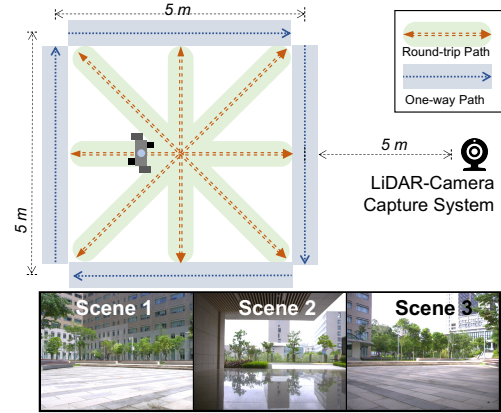 5 m
Round-trip Path
One-way Path
5 m
5 m
LiDAR-Camera
Capture System
Scene 1
Scene 2
Scene 3